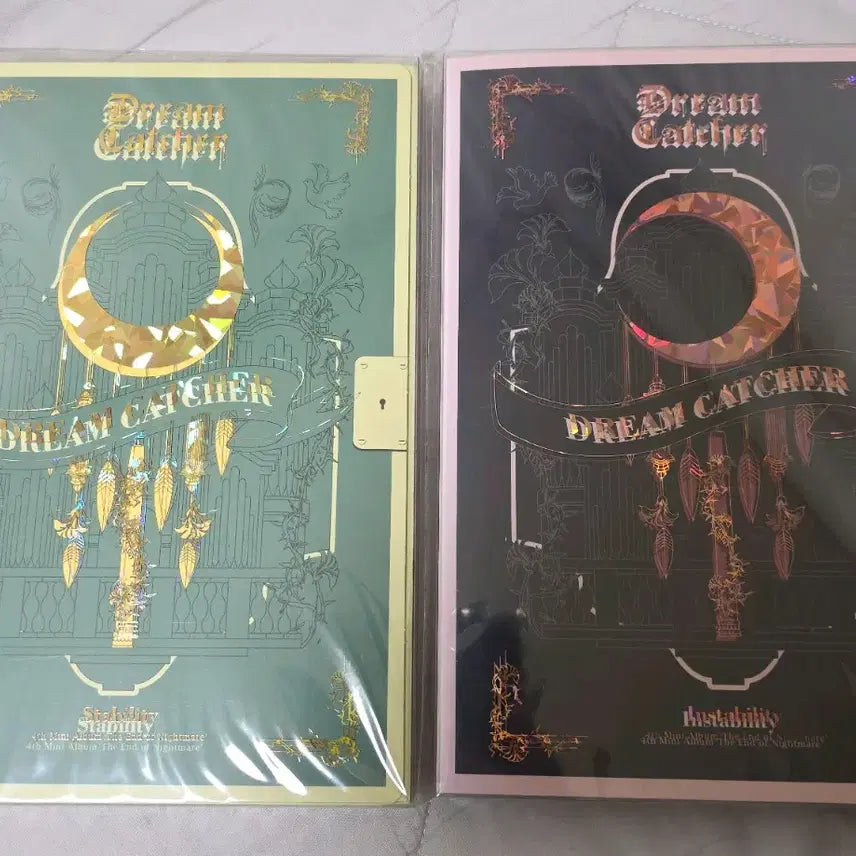 Dream
Catcher
DREAM CATCHER
Stability
4th Mini Album 'The End of Nightmare'
Dream
Catcher
DREAM CATCHER
Instability
4th Mini Album 'The End of Nightmare'